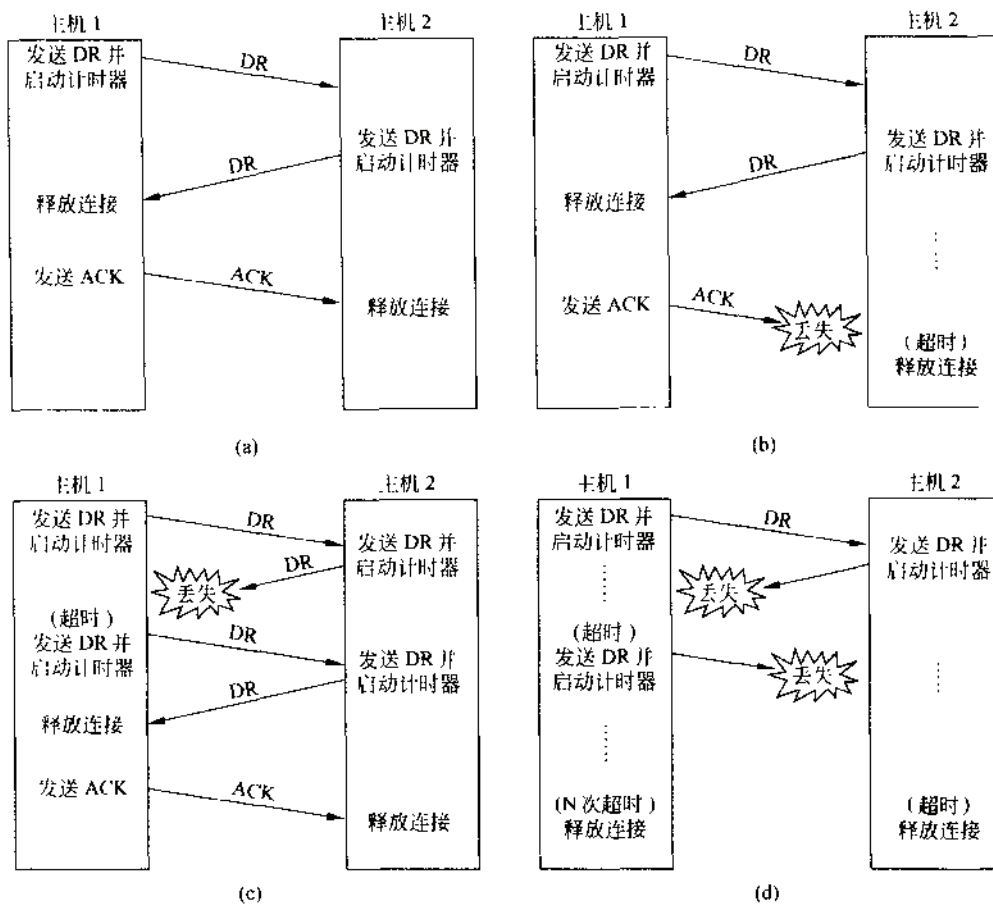 主机 1
主机 2
发送 DR 并
启动计时器
DR
发送 DR 并
启动计时器
DR
释放连接
发送 ACK
ACK
释放连接
(a)
主机 1
主机 2
发送 DR 并
启动计时器
DR
发送 DR 并
启动计时器
DR
释放连接
发送 ACK
ACK
丢失
(超时)
释放连接
(b)
主机 1
主机 2
发送 DR 并
启动计时器
DR
发送 DR 并
启动计时器
DR
丢失
(超时)
发送 DR 并
启动计时器
DR
发送 DR 并
启动计时器
DR
释放连接
发送 ACK
ACK
释放连接
(c)
主机 1
主机 2
发送 DR 并
启动计时器
DR
发送 DR 并
启动计时器
丢失
(超时)
发送 DR 并
启动计时器
丢失
(N 次超时)
释放连接
(超时)
释放连接
(d)